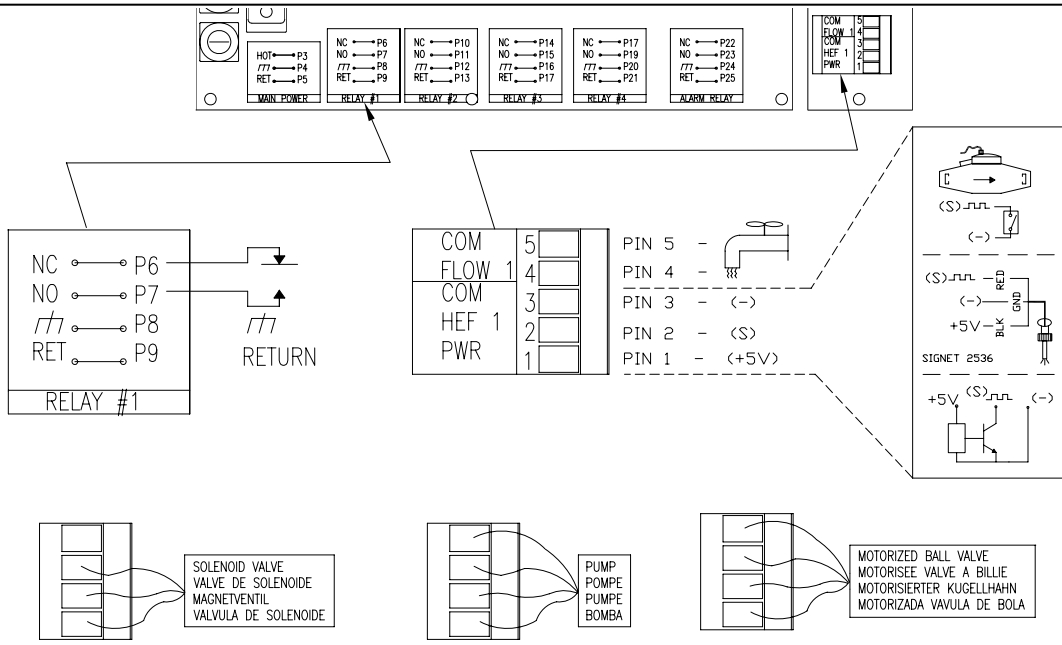 HOT P3
P4
RET P5
MAIN POWER
NC P6
NO P7
P8
RET P9
RELAY #1
NC P10
NO P11
P12
RET P13
RELAY #2
NC P14
NO P15
P16
RET P17
RELAY #3
NC P17
NO P19
P20
RET P21
RELAY #4
NC P22
NO P23
P24
RET P25
ALARM RELAY
COM 5
FLOW 1 4
COM 3
HEF 1 2
PWR 1
NC P6
NO P7
P8
RET P9
RELAY #1
RETURN
COM 5
FLOW 1 4
COM 3
HEF 1 2
PWR 1
PIN 5 -
PIN 4 -
PIN 3 - (-)
PIN 2 - (S)
PIN 1 - (+5V)
(S)
(-)
(S) RED
(-) GND
+5V BLK
SIGNET 2536
+5V (S) (-)
SOLENOID VALVE
VALVE DE SOLENOIDE
MAGNETVENTIL
VALVULA DE SOLENOIDE
PUMP
POMPE
PUMPE
BOMBA
MOTORIZED BALL VALVE
MOTORISEE VALVE A BILLIE
MOTORISIERTER KUGELLHAHN
MOTORIZADA VAVULA DE BOLA